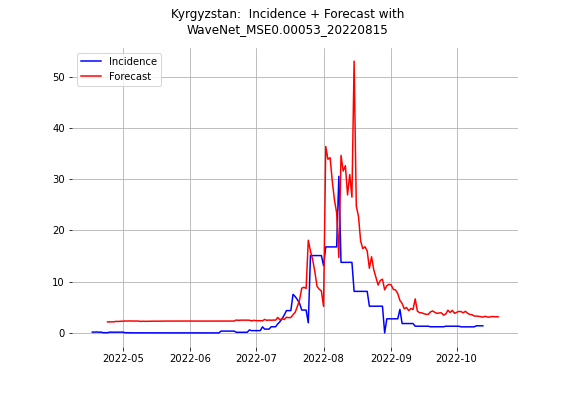 Kyrgyzstan:  Incidence + Forecast with
WaveNet_MSE0.00053_20220815
Incidence
Forecast
50
40
30
20
10
0
2022-05 2022-06 2022-07 2022-08 2022-09 2022-10